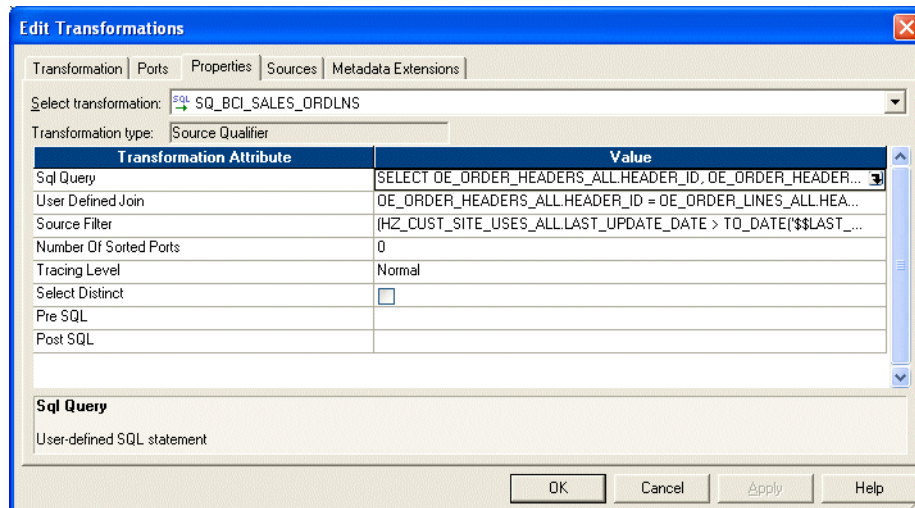 Edit Transformations
Transformation Ports Properties Sources Metadata Extensions
Select transformation: SQL SQ_BCI_SALES_ORDLNS
Transformation type: Source Qualifier
Transformation Attribute Value
Sql Query SELECT OE_ORDER_HEADERS_ALL.HEADER_ID, OE_ORDER_HEADER...
User Defined Join OE_ORDER_HEADERS_ALL.HEADER_ID = OE_ORDER_LINES_ALL.HEA...
Source Filter (HZ_CUST_SITE_USES_ALL.LAST_UPDATE_DATE > TO_DATE('$$LAST_...
Number Of Sorted Ports 0
Tracing Level Normal
Select Distinct
Pre SQL
Post SQL
Sql Query
User-defined SQL statement
OK Cancel Apply Help